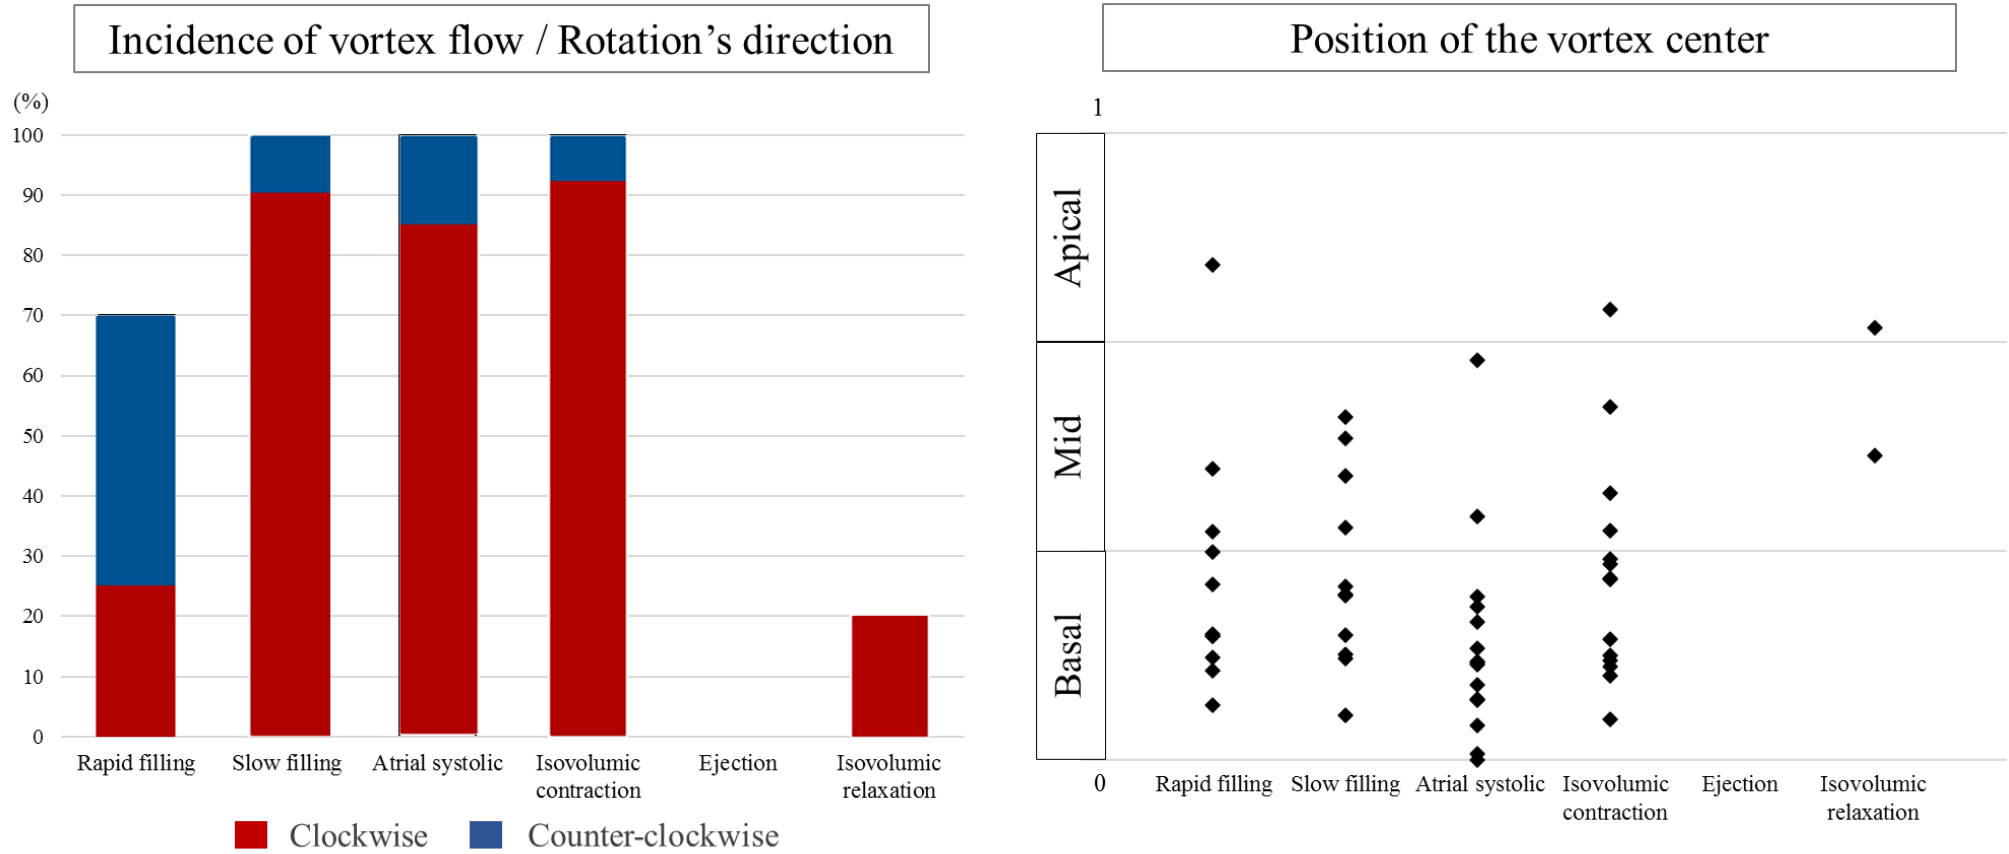 Incidence of vortex flow / Rotation’s direction
(%)
100
90
80
70
60
50
40
30
20
10
0
Rapid filling
Slow filling
Atrial systolic
Isovolumic
contraction
Ejection
Isovolumic
relaxation
Clockwise
Counter-clockwise
Position of the vortex center
1
Apical
Mid
Basal
0
Rapid filling
Slow filling
Atrial systolic
Isovolumic
contraction
Ejection
Isovolumic
relaxation